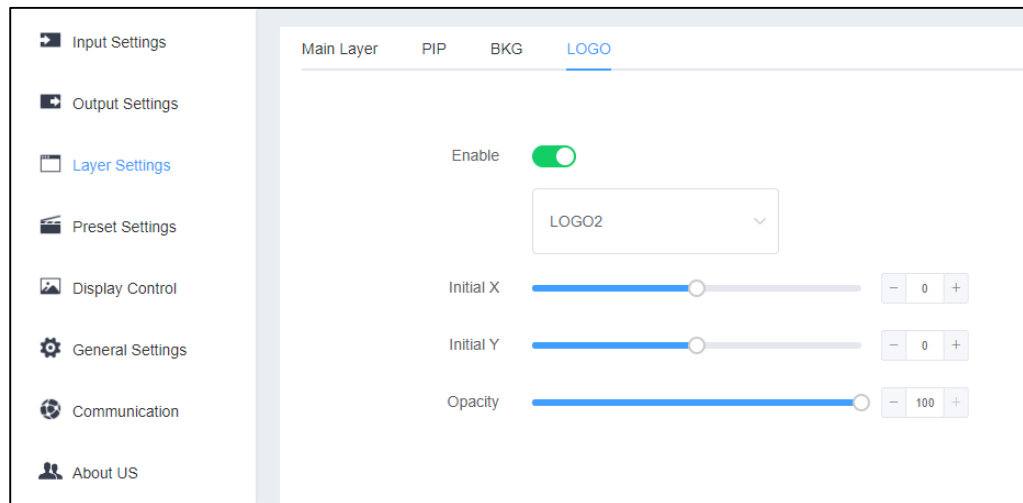 Input Settings
Output Settings
Layer Settings
Preset Settings
Display Control
General Settings
Communication
About US
Main Layer PIP BKG LOGO
Enable
LOGO2
Initial X − 0 +
Initial Y − 0 +
Opacity − 100 +